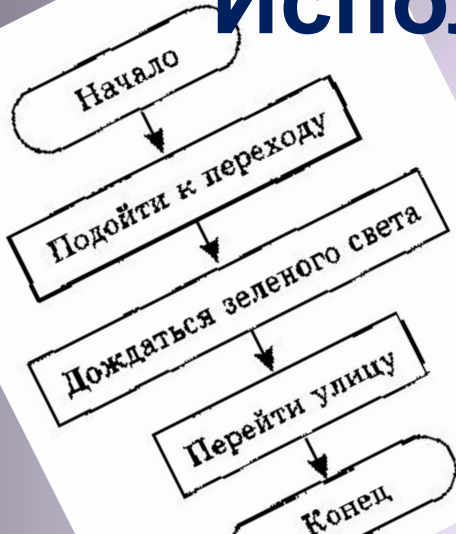 Начало
Подойти к переходу
Дождаться зеленого света
Перейти улицу
Конец